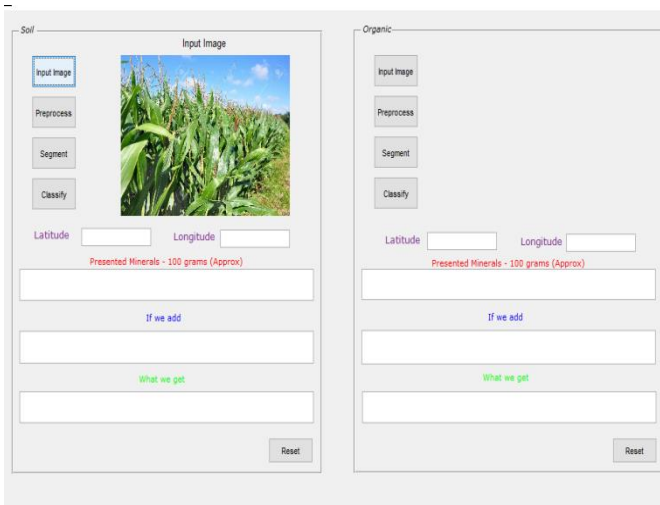 Soil
Input Image
Input Image
Preprocess
Segment
Classify
Latitude
Longitude
Presented Minerals - 100 grams (Approx)
If we add
What we get
Reset
Organic
Input Image
Preprocess
Segment
Classify
Latitude
Longitude
Presented Minerals - 100 grams (Approx)
If we add
What we get
Reset